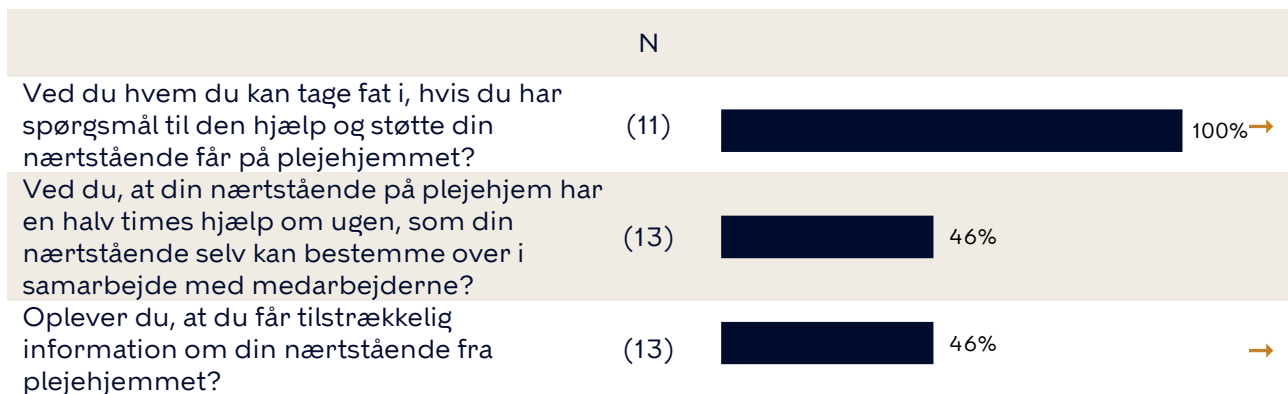 N
Ved du hvem du kan tage fat i, hvis du har
spørgsmål til den hjælp og støtte din
nærtstående får på plejehjemmet?
(11)
100%→
Ved du, at din nærtstående på plejehjem har
en halv times hjælp om ugen, som din
nærtstående selv kan bestemme over i
samarbejde med medarbejderne?
(13)
46%
Oplever du, at du får tilstrækkelig
information om din nærtstående fra
plejehjemmet?
(13)
46%
→